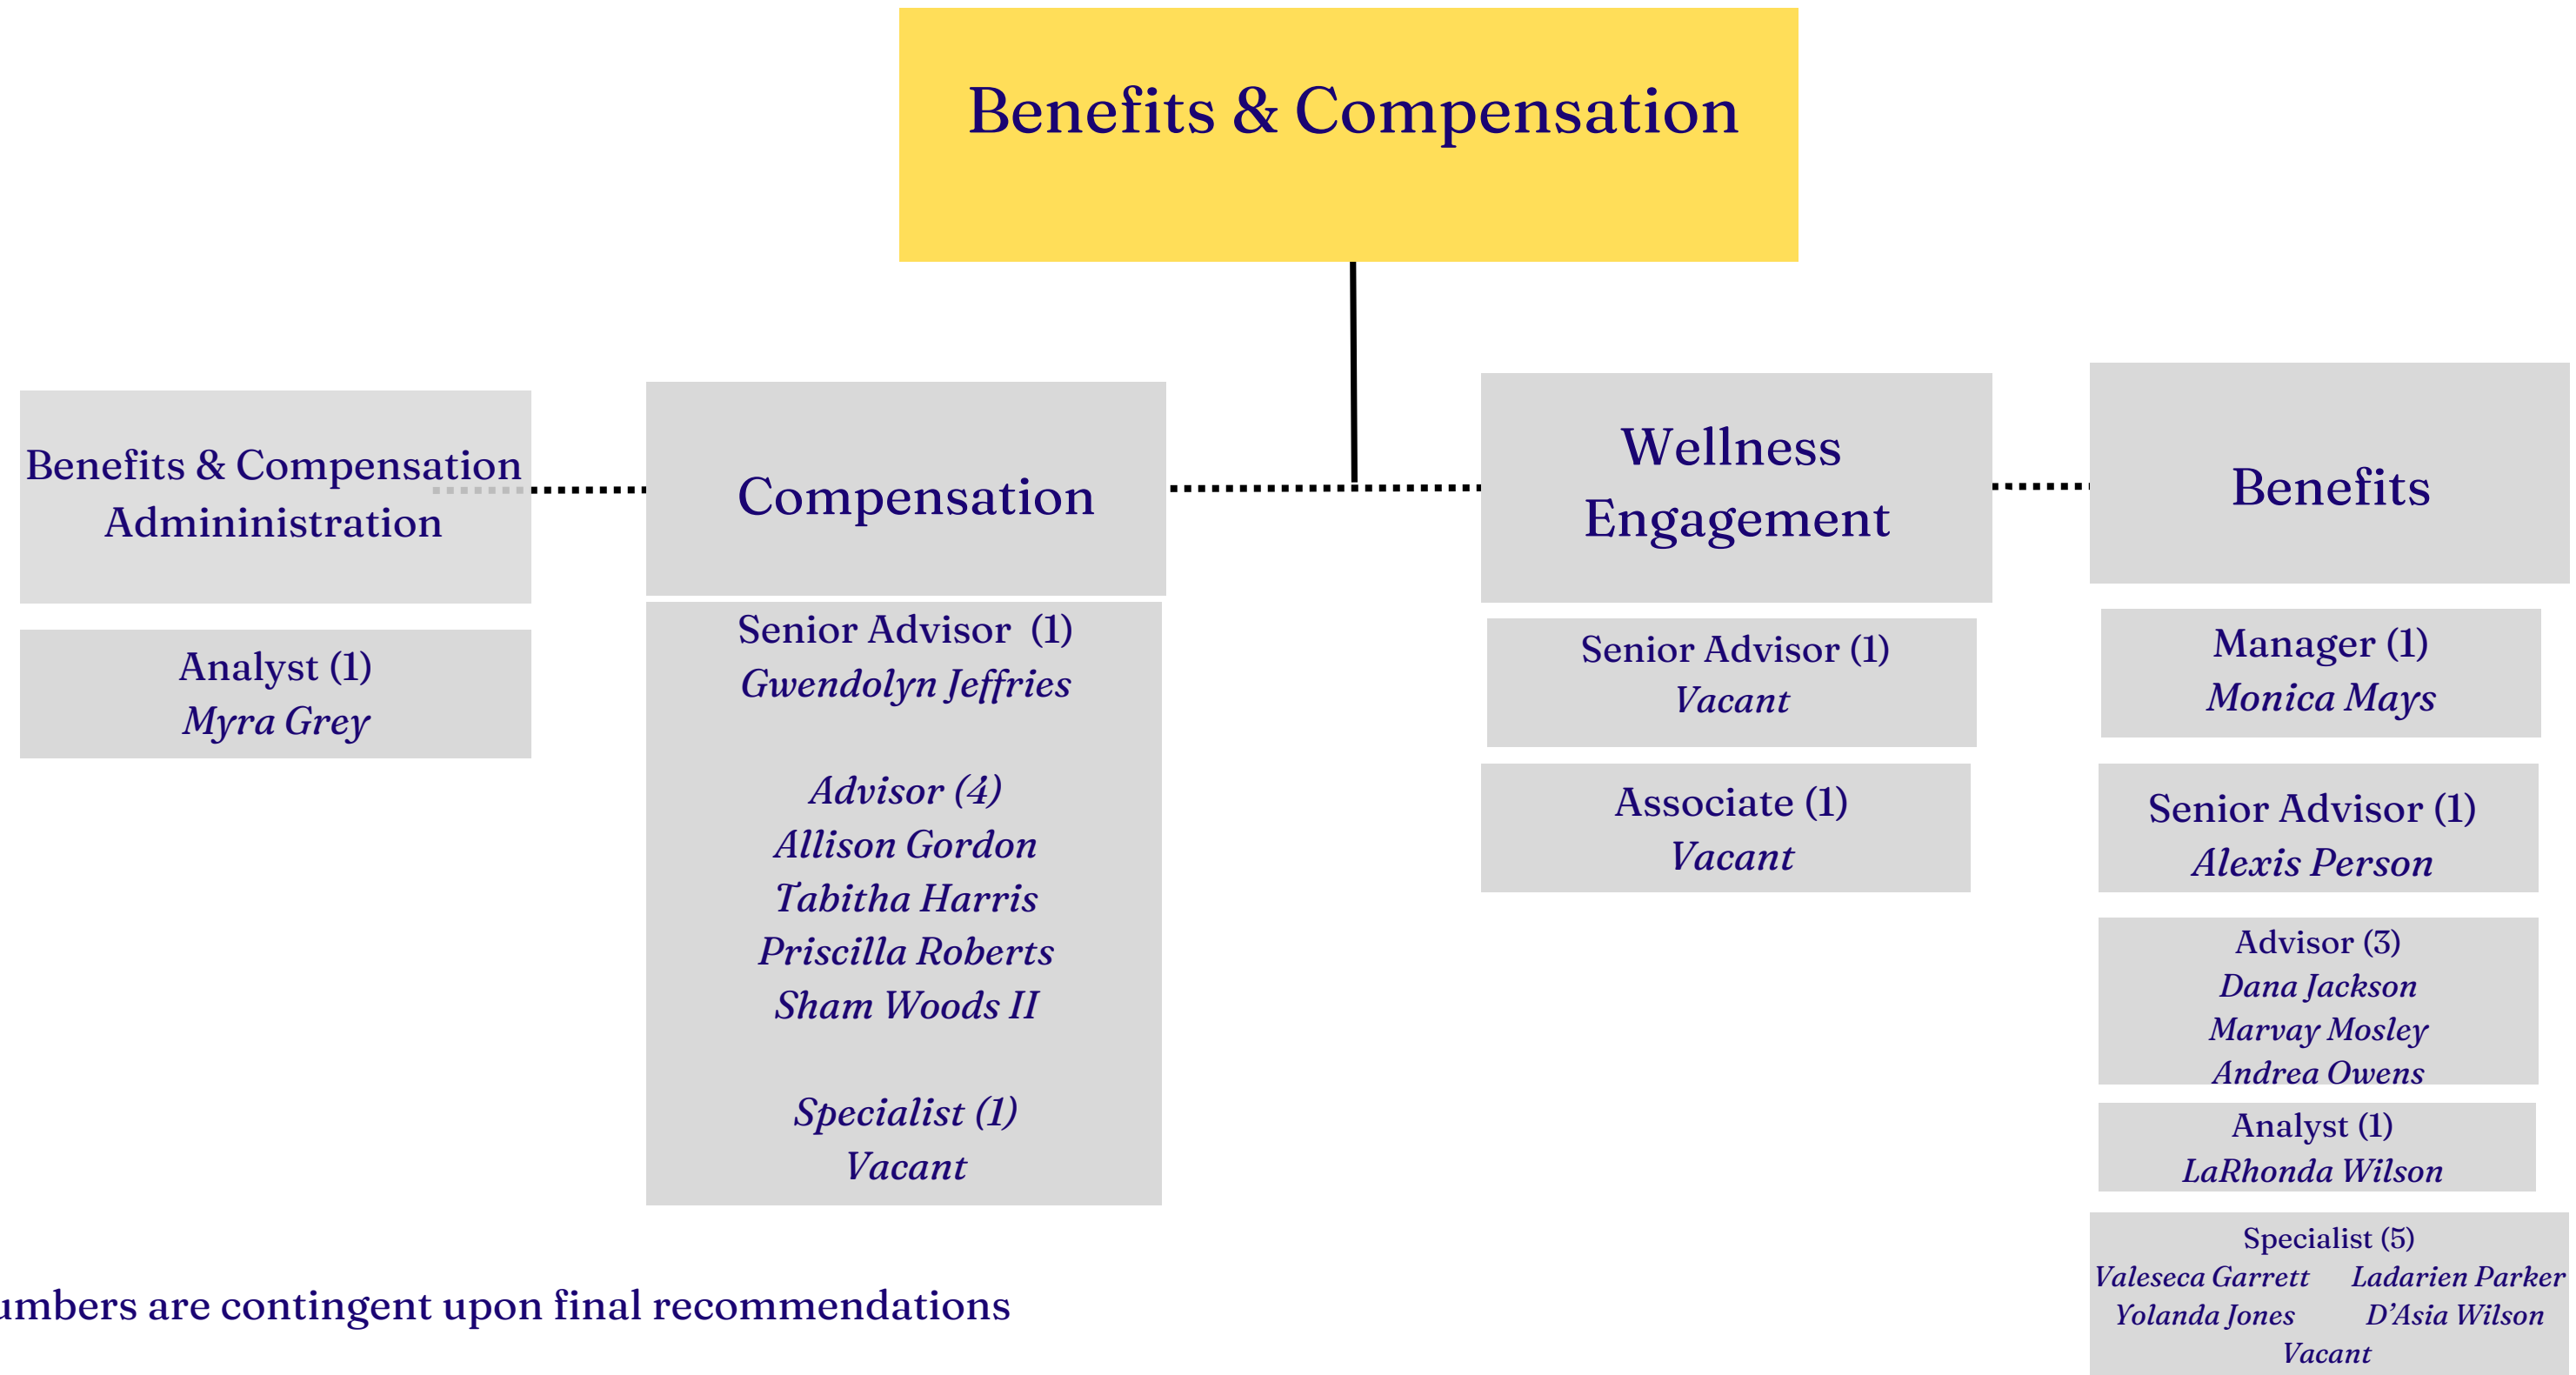 Benefits & Compensation
Benefits & Compensation
Admininistration
Analyst (1)
Myra Grey
Compensation
Senior Advisor (1)
Gwendolyn Jeffries
Advisor (4)
Allison Gordon
Tabitha Harris
Priscilla Roberts
Sham Woods II
Specialist (1)
Vacant
Wellness
Engagement
Senior Advisor (1)
Vacant
Associate (1)
Vacant
Benefits
Manager (1)
Monica Mays
Senior Advisor (1)
Alexis Person
Advisor (3)
Dana Jackson
Marvay Mosley
Andrea Owens
Analyst (1)
LaRhonda Wilson
Specialist (5)
Valeseca Garrett Ladarien Parker
Yolanda Jones D’Asia Wilson
Vacant
umbers are contingent upon final recommendations